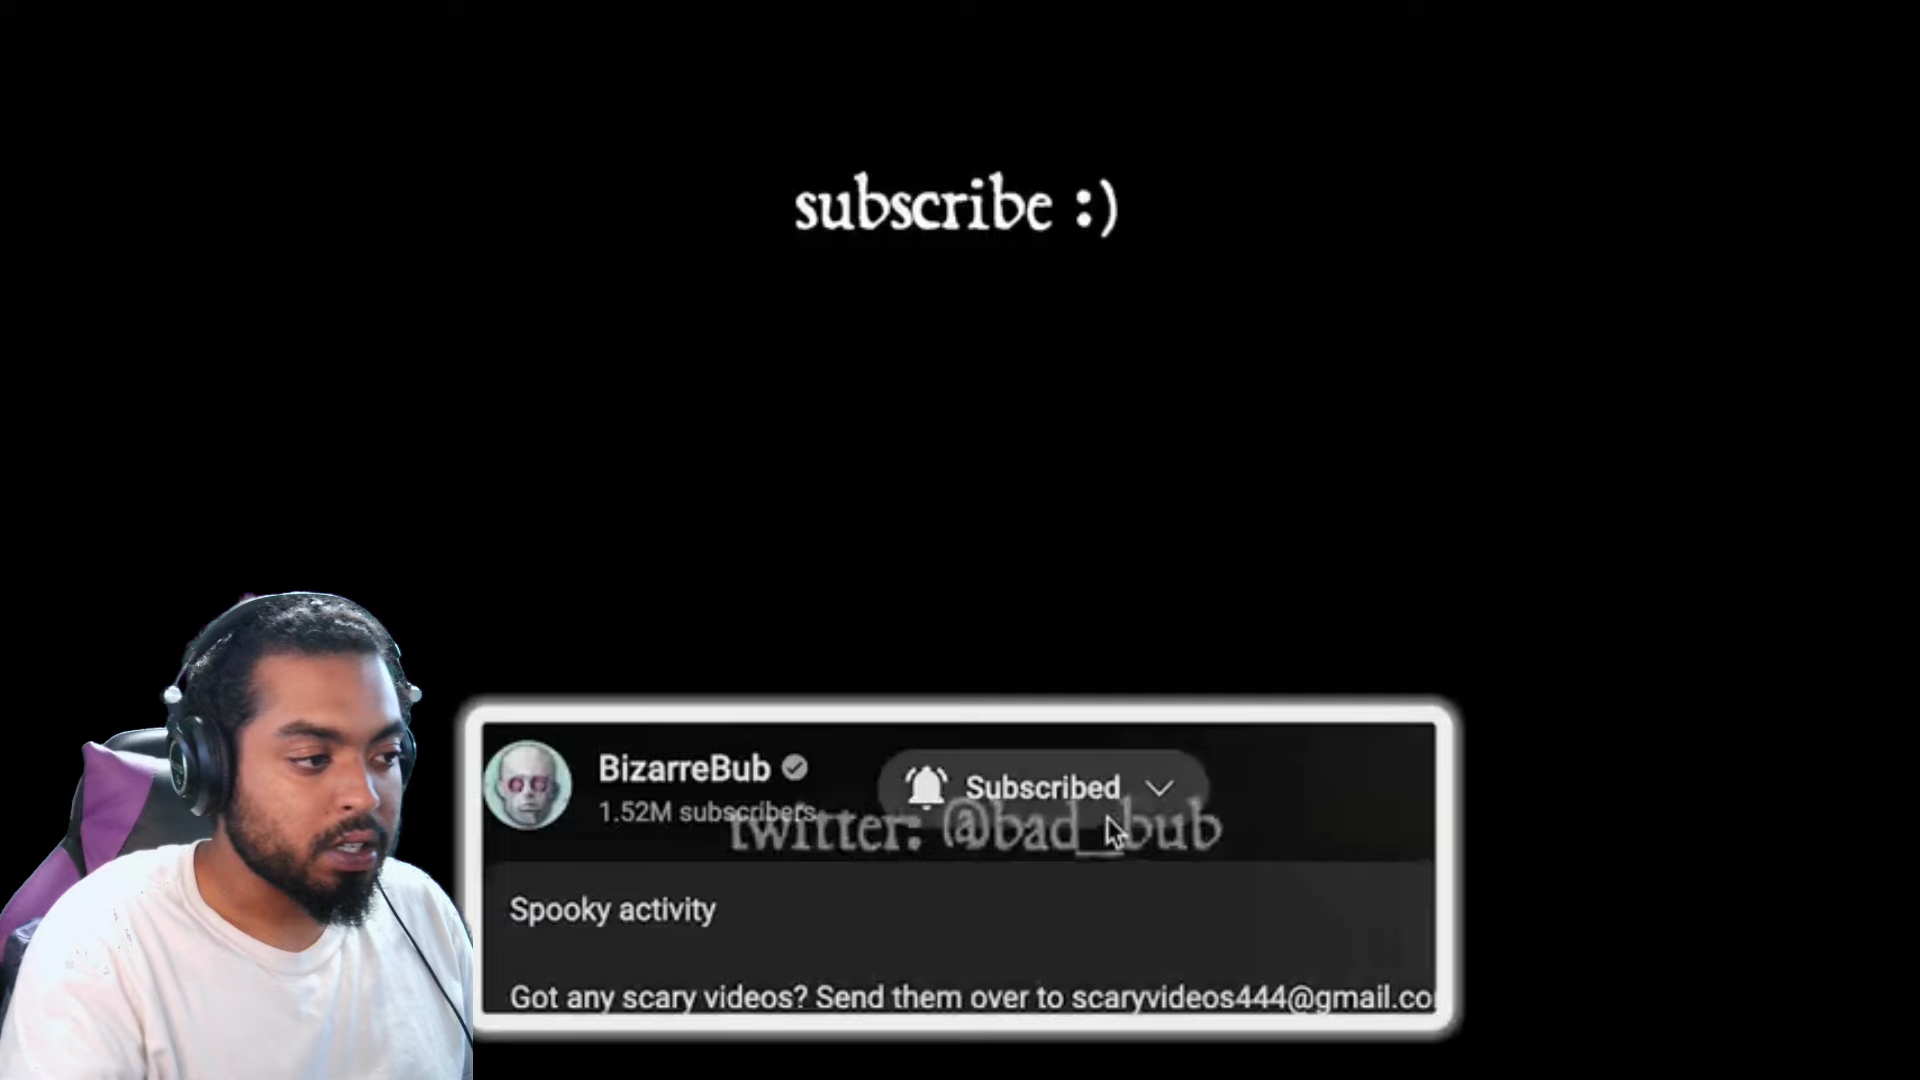 subscribe :)
BizarreBub
Subscribed
1.52M subscribers
twitter: @bad_bub
Spooky activity
Got any scary videos? Send them over to scaryvideos444@gmail.co